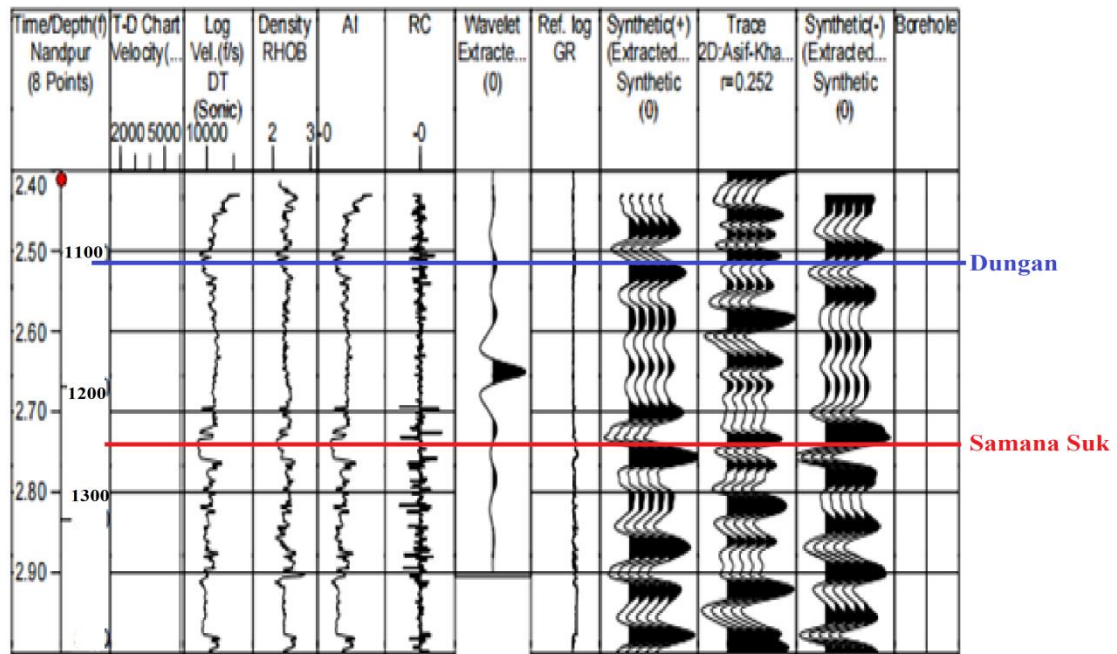 Time/Depth(f)
Nandpur
(8 Points)
T-D Chart
Velocity(...
2000 5000
Log
Vel.(f/s)
DT
(Sonic)
10000
Density
RHOB
2 3
AI
-0
RC
-0
Wavelet
Extracte...
(0)
Ref. log
GR
Synthetic(+)
(Extracted...
Synthetic
(0)
Trace
2D:Asif-Kha...
r=0.252
Synthetic(-)
(Extracted...
Synthetic
(0)
Borehole
2.40
2.50
1100
Dungan
2.60
1200
2.70
Samana Suk
2.80
1300
2.90